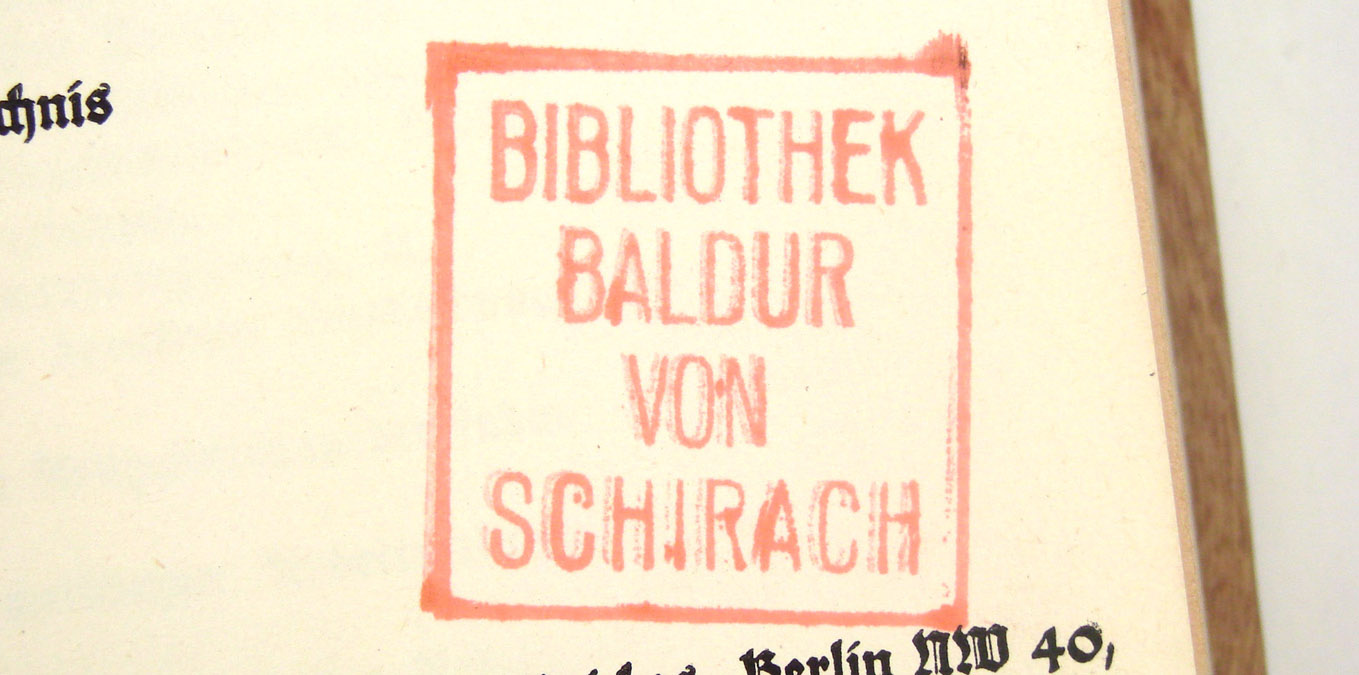 chnis
BIBLIOTHEK
BALDUR
VON
SCHIRACH
Berlin NW 40,